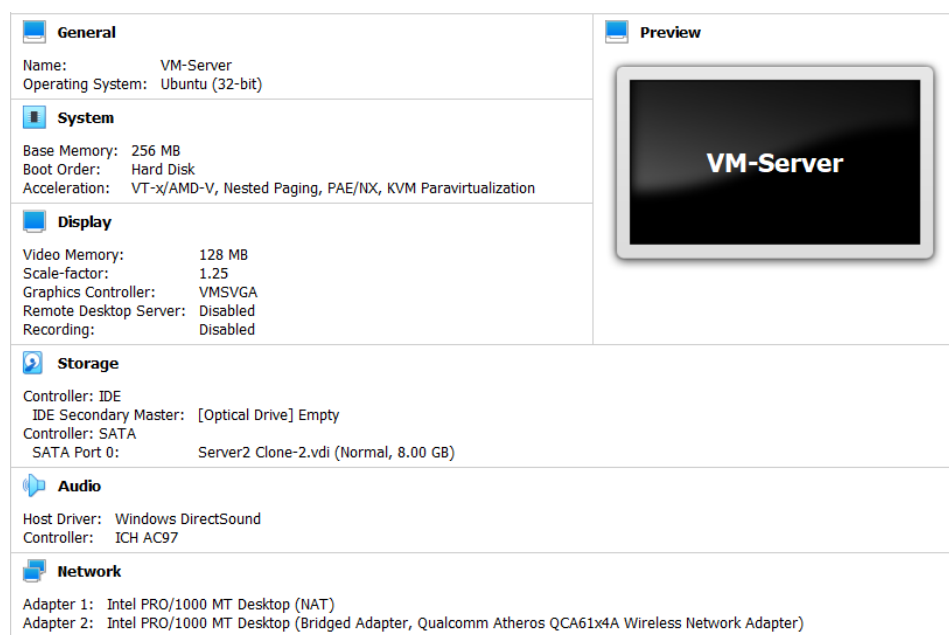 General
Name: VM-Server
Operating System: Ubuntu (32-bit)
System
Base Memory: 256 MB
Boot Order: Hard Disk
Acceleration: VT-x/AMD-V, Nested Paging, PAE/NX, KVM Paravirtualization
Display
Video Memory: 128 MB
Scale-factor: 1.25
Graphics Controller: VMSVGA
Remote Desktop Server: Disabled
Recording: Disabled
Preview
VM-Server
Storage
Controller: IDE
IDE Secondary Master: [Optical Drive] Empty
Controller: SATA
SATA Port 0: Server2 Clone-2.vdi (Normal, 8.00 GB)
Audio
Host Driver: Windows DirectSound
Controller: ICH AC97
Network
Adapter 1: Intel PRO/1000 MT Desktop (NAT)
Adapter 2: Intel PRO/1000 MT Desktop (Bridged Adapter, Qualcomm Atheros QCA61x4A Wireless Network Adapter)